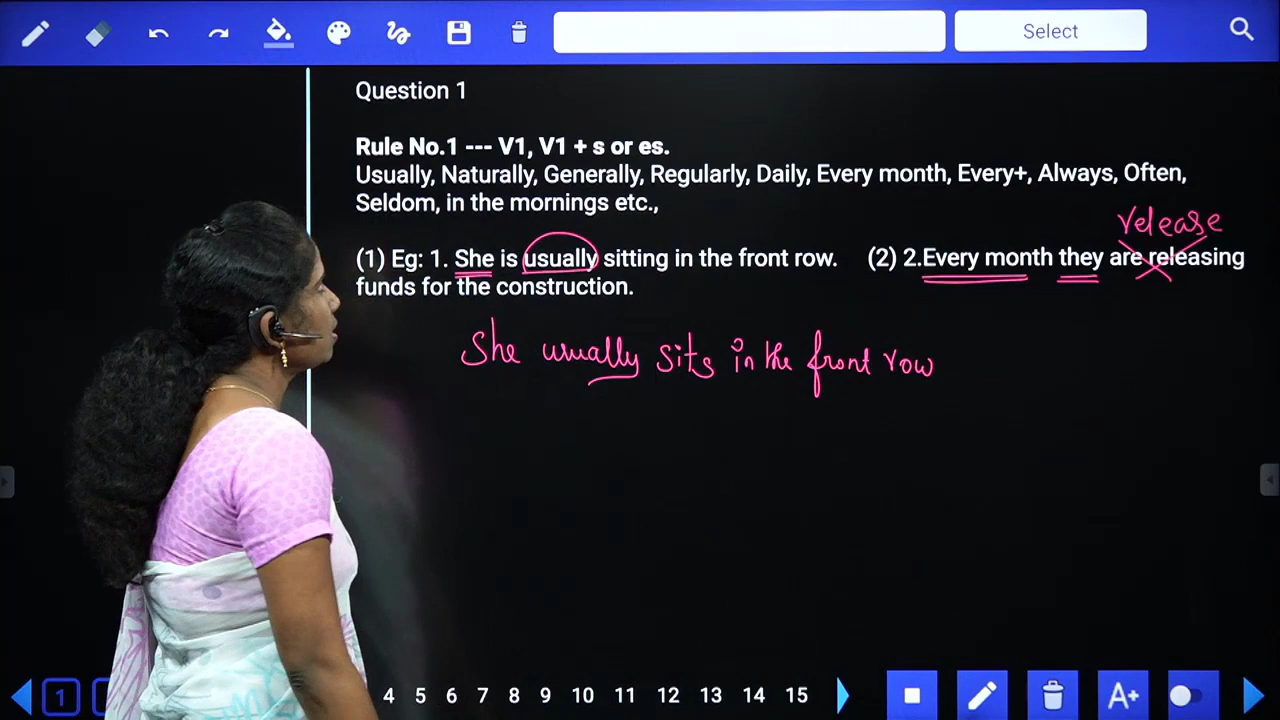 Select
Question 1
Rule No.1 --- V1, V1 + s or es.
Usually, Naturally, Generally, Regularly, Daily, Every month, Every+, Always, Often,
Seldom, in the mornings etc.,
release
(1) Eg: 1. She is usually sitting in the front row. (2) 2.Every month they are releasing
funds for the construction.
She usually sits in the front row
1 4 5 6 7 8 9 10 11 12 13 14 15 A+